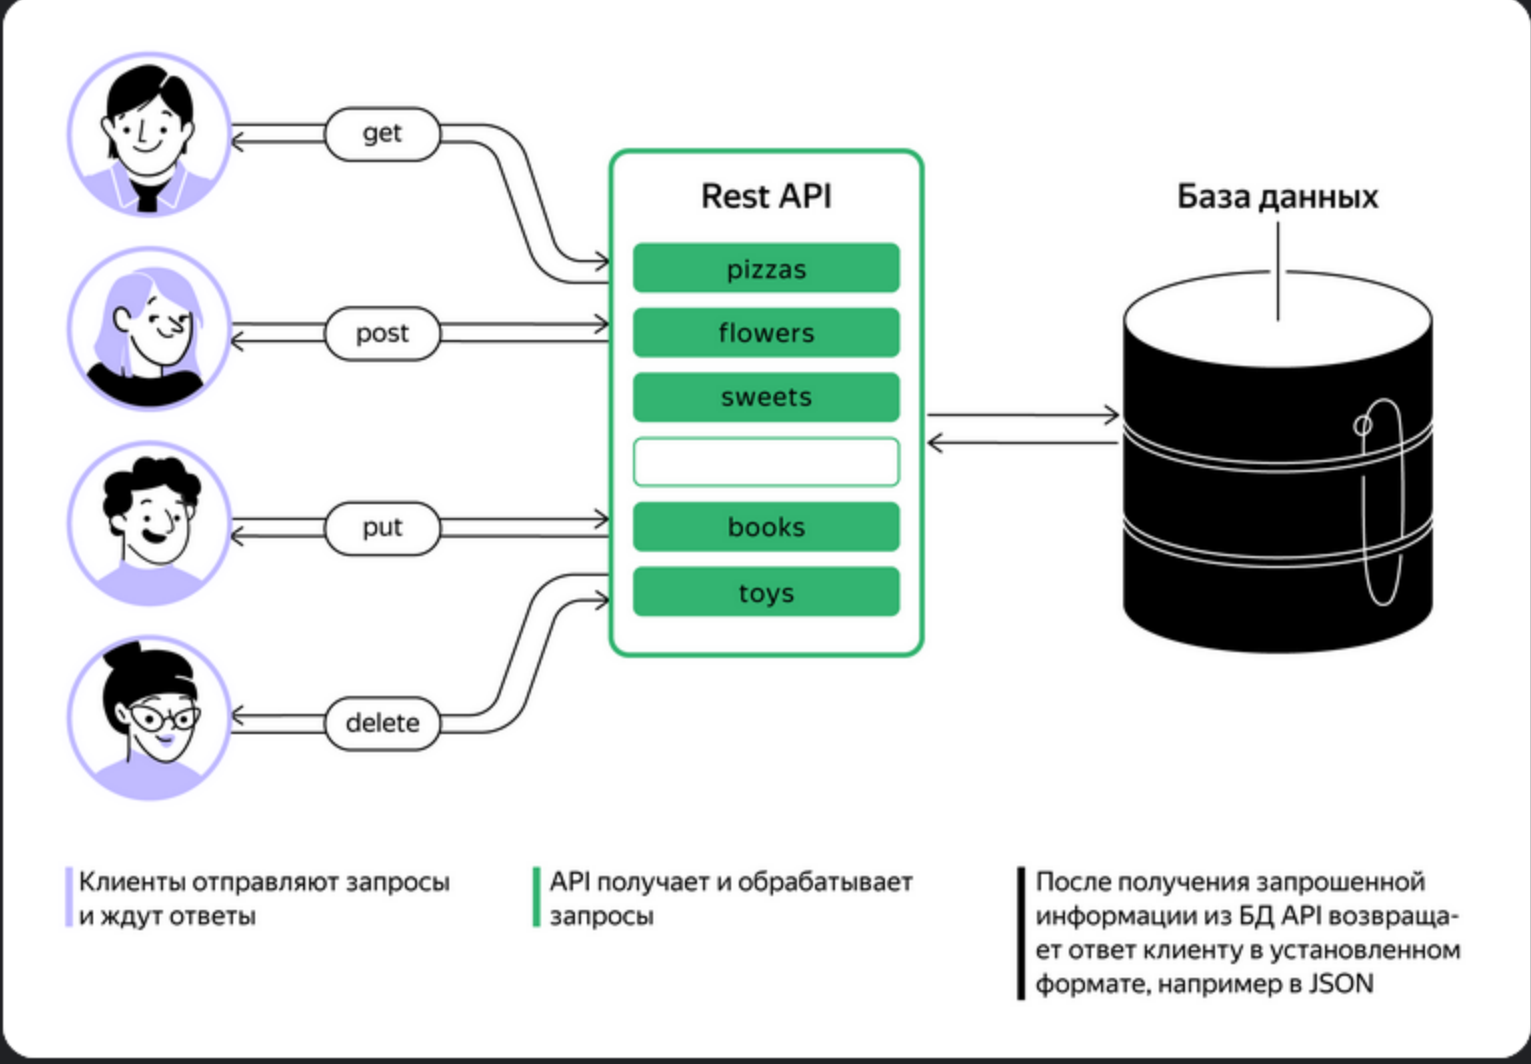 get
post
put
delete
Rest API
pizzas
flowers
sweets
books
toys
База данных
Клиенты отправляют запросы
и ждут ответы
API получает и обрабатывает
запросы
После получения запрошенной
информации из БД API возвраща-
ет ответ клиенту в установленном
формате, например в JSON